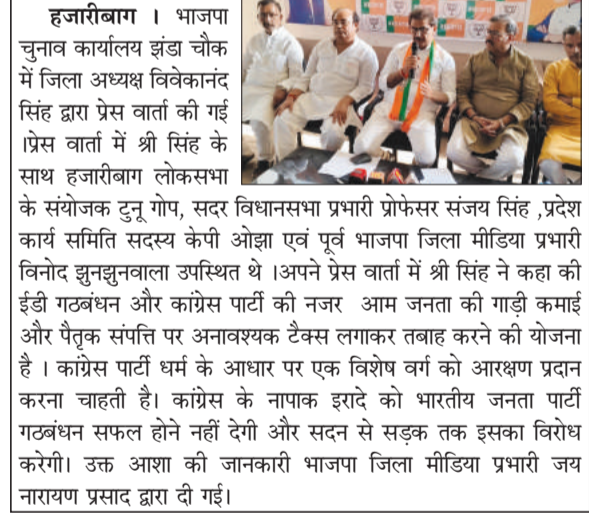 हजारीबाग । भाजपा
चुनाव कार्यालय झंडा चौक
में जिला अध्यक्ष विवेकानंद
सिंह द्वारा प्रेस वार्ता की गई
।प्रेस वार्ता में श्री सिंह के
साथ हजारीबाग लोकसभा
के संयोजक टुनू गोप, सदर विधानसभा प्रभारी प्रोफेसर संजय सिंह ,प्रदेश
कार्य समिति सदस्य केपी ओझा एवं पूर्व भाजपा जिला मीडिया प्रभारी
विनोद झुनझुनवाला उपस्थित थे ।अपने प्रेस वार्ता में श्री सिंह ने कहा की
ईडी गठबंधन और कांग्रेस पार्टी की नजर आम जनता की गाड़ी कमाई
और पैतृक संपत्ति पर अनावश्यक टैक्स लगाकर तबाह करने की योजना
है । कांग्रेस पार्टी धर्म के आधार पर एक विशेष वर्ग को आरक्षण प्रदान
करना चाहती है। कांग्रेस के नापाक इरादे को भारतीय जनता पार्टी
गठबंधन सफल होने नहीं देगी और सदन से सड़क तक इसका विरोध
करेगी। उक्त आशा की जानकारी भाजपा जिला मीडिया प्रभारी जय
नारायण प्रसाद द्वारा दी गई।